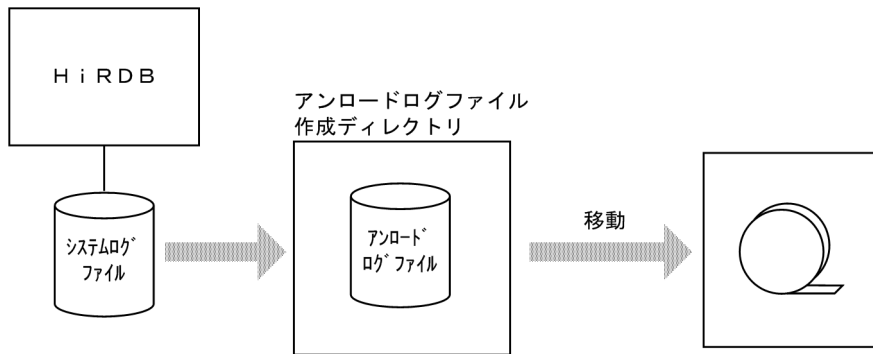 ＨｉＲＤＢ
アンロードログファイル
作成ディレクトリ
ｼｽﾃﾑﾛｸﾞ
ﾌｧｲﾙ
ｱﾝﾛｰﾄﾞ
ﾛｸﾞﾌｧｲﾙ
移動